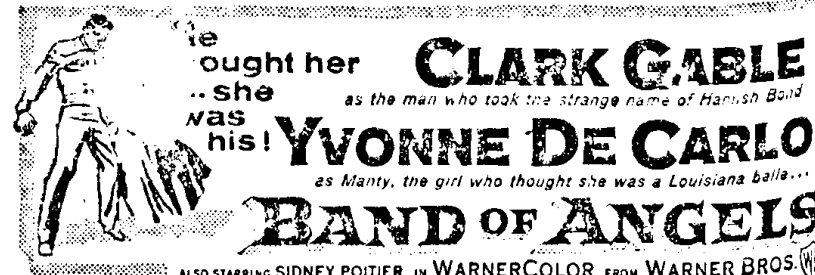 ought her
..she
was
his!
CLARK GABLE
as the man who took the strange name of Hamish Bond
YVONNE DE CARLO
as Manty, the girl who thought she was a Louisiana belle...
BAND OF ANGELS
ALSO STARRING SIDNEY POITIER IN WARNERCOLOR FROM WARNER BROS.